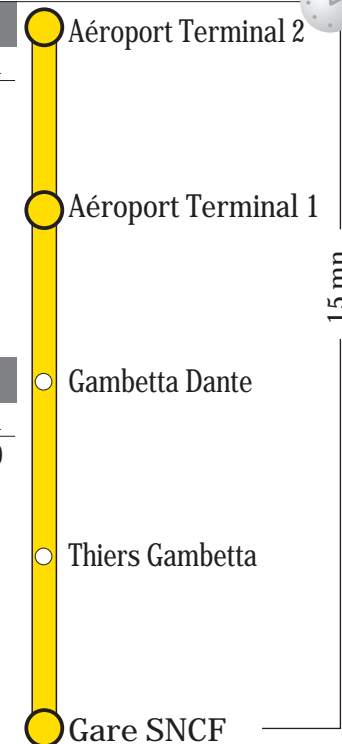 Aéroport Terminal 2
Aéroport Terminal 1
15 mn
Gambetta Dante
Thiers Gambetta
Gare SNCF